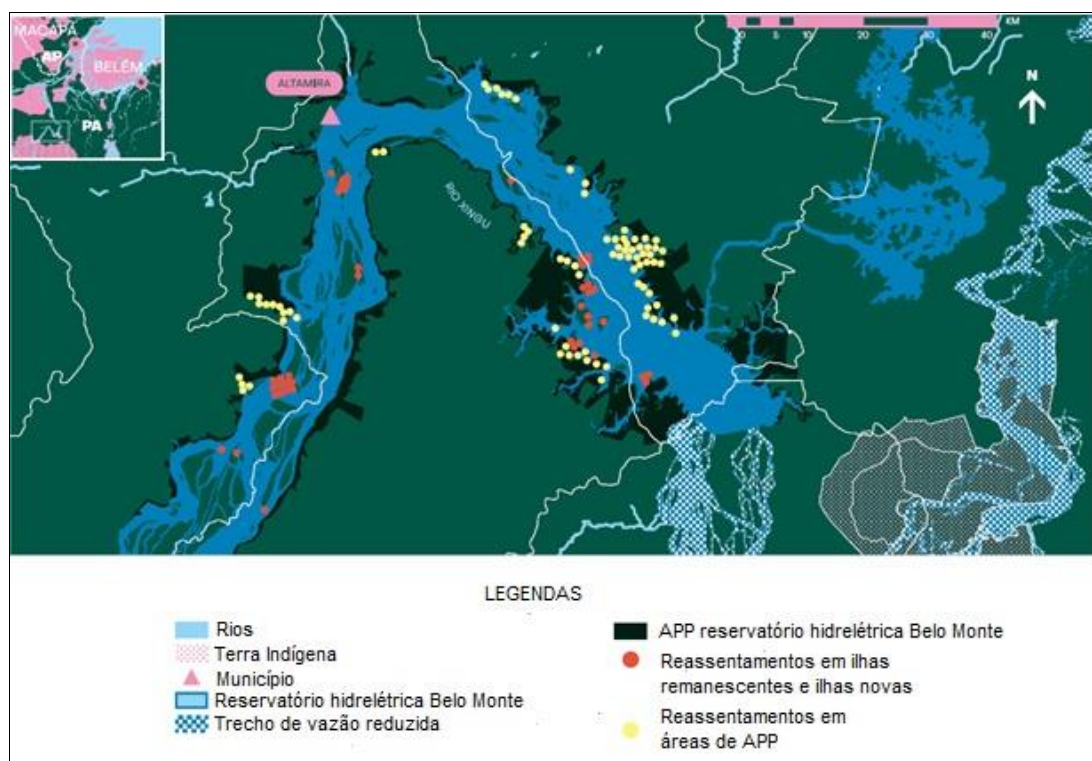 MACAPÁ
AP
BELÉM
PA
ALTAMIRA
KM
0 5 10 20 30 40
N
RIO XINGU
LEGENDAS
Rios
Terra Indígena
Município
Reservatório hidrelétrica Belo Monte
Trecho de vazão reduzida
APP reservatório hidrelétrica Belo Monte
Reassentamentos em ilhas
remanescentes e ilhas novas
Reassentamentos em
áreas de APP